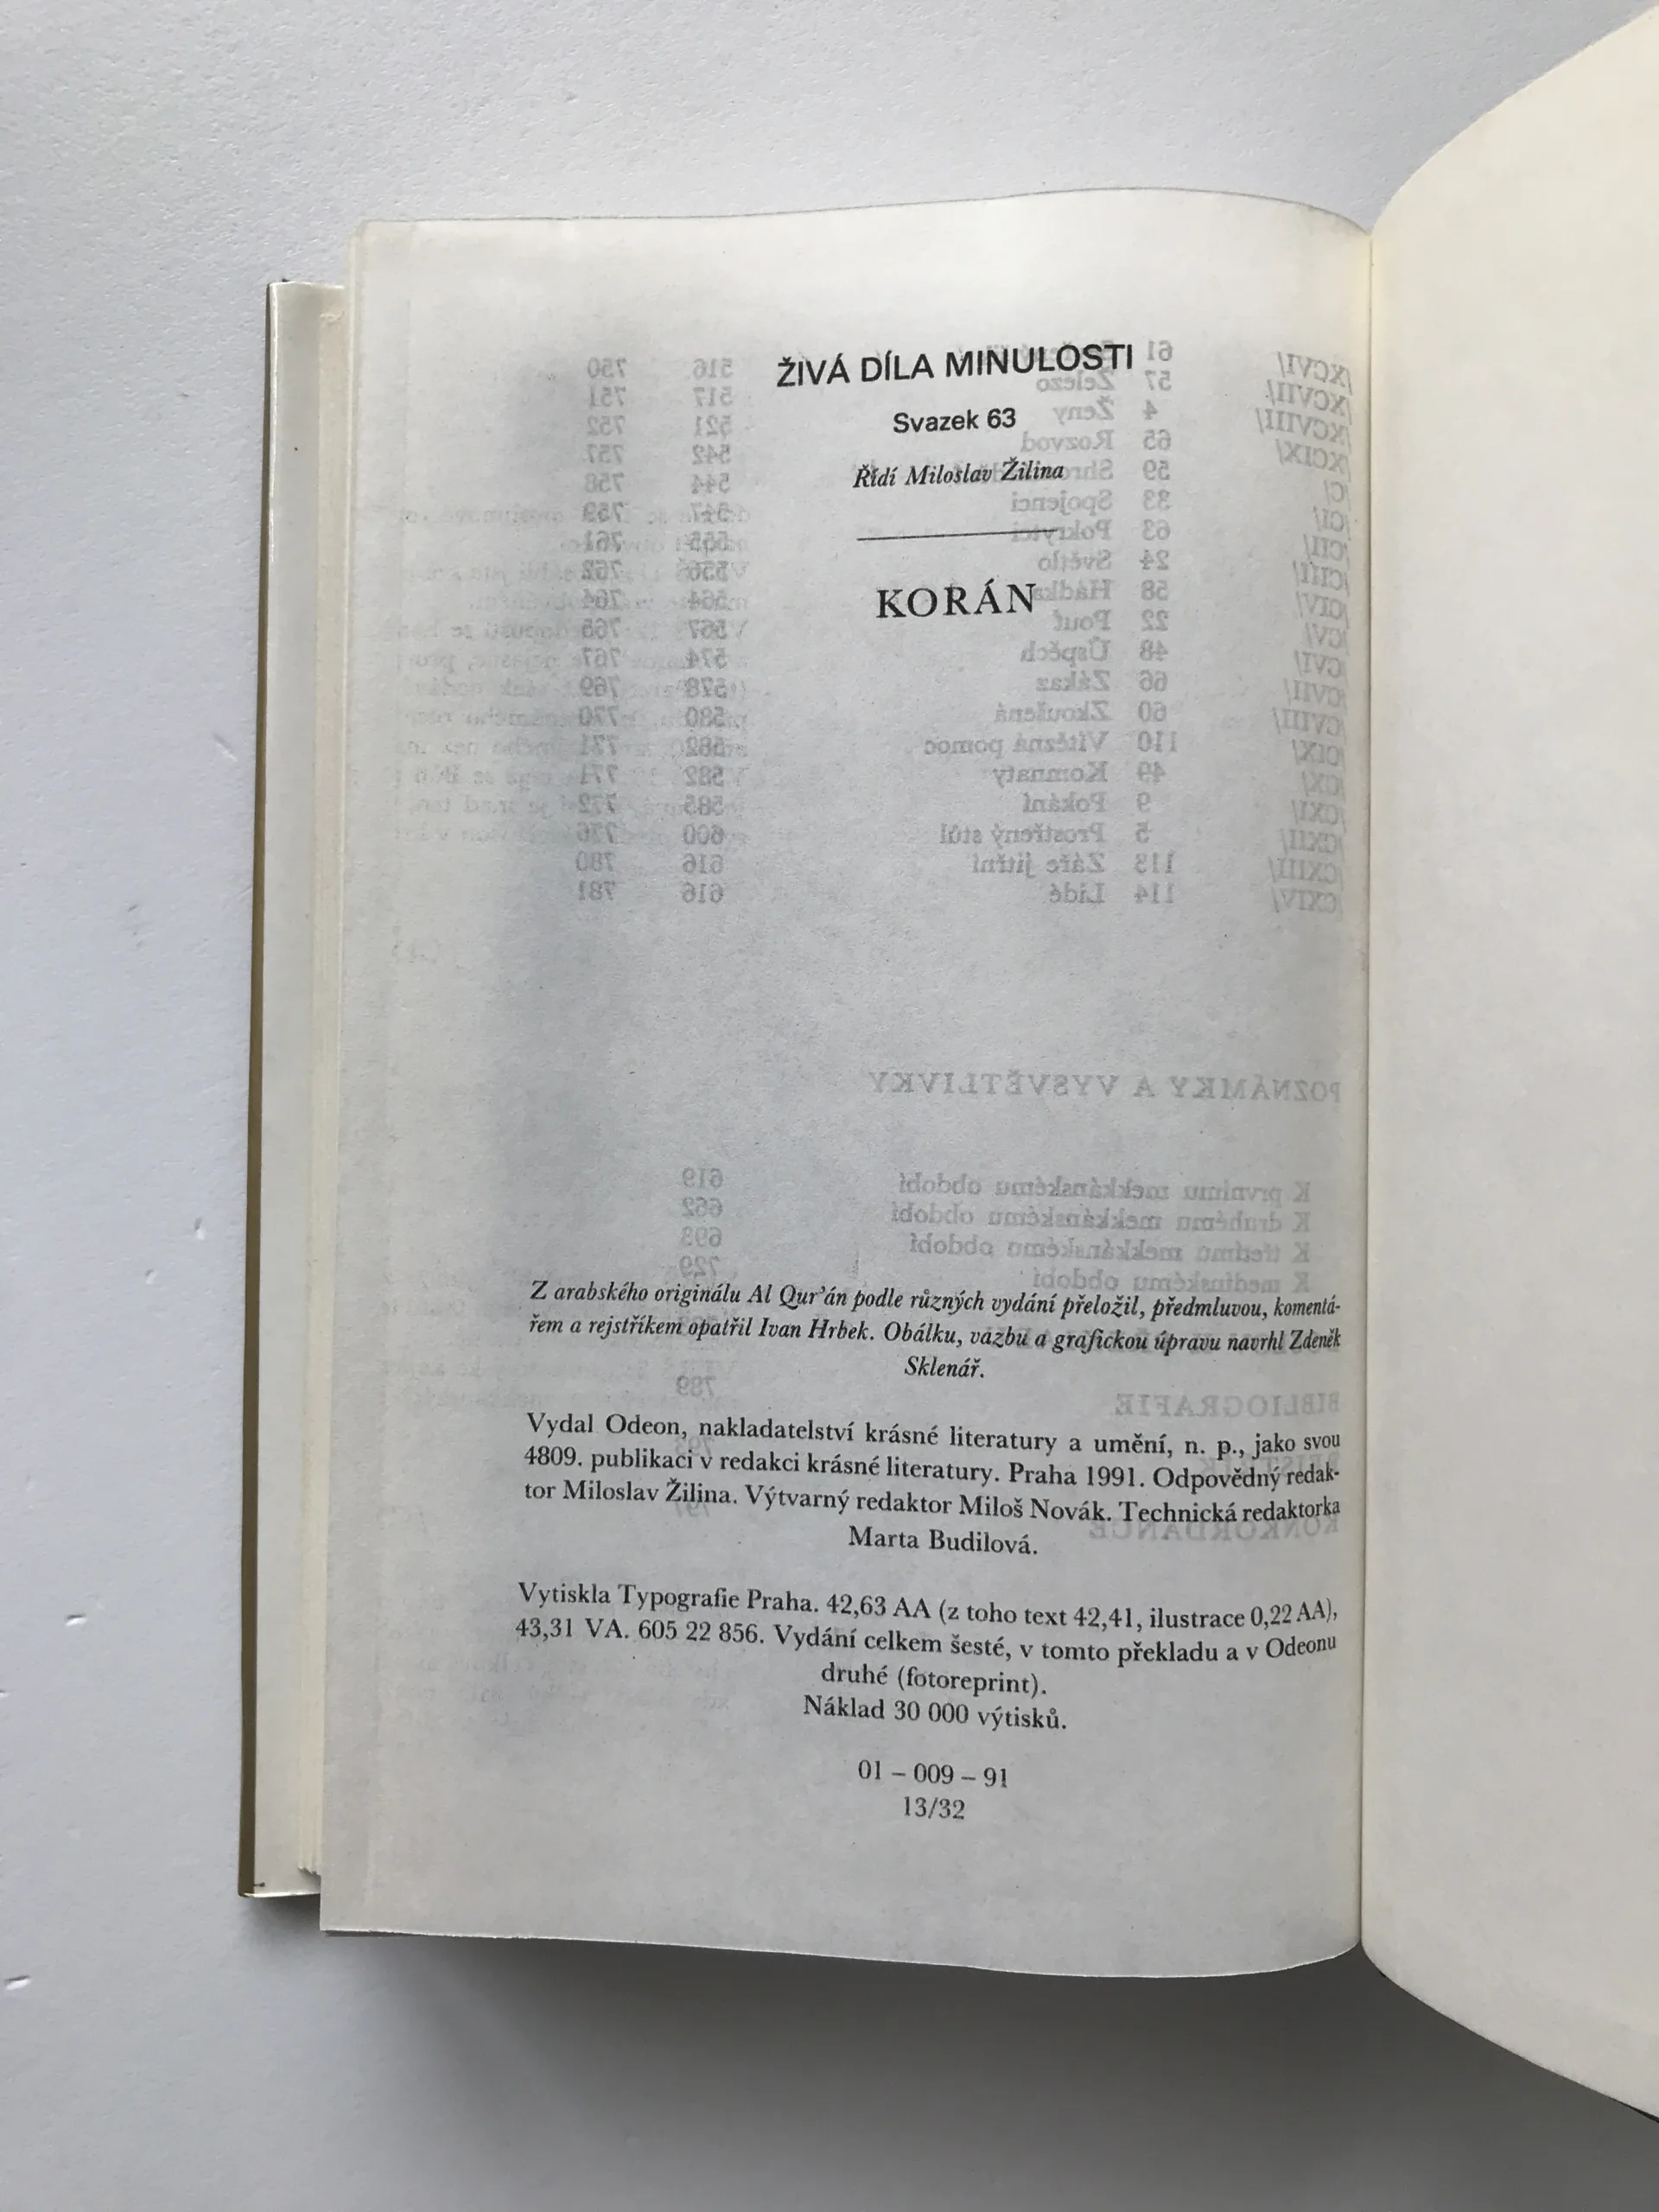 ŽIVÁ DÍLA MINULOSTI
Svazek 63
Řídí Miloslav Žilina
KORÁN
Z arabského originálu Al Qur’án podle různých vydání přeložil, předmluvou, komentá-
řem a rejstříkem opatřil Ivan Hrbek. Obálku, vazbu a grafickou úpravu navrhl Zdeněk
Sklenář.
Vydal Odeon, nakladatelství krásné literatury a umění, n. p., jako svou
4809. publikaci v redakci krásné literatury. Praha 1991. Odpovědný redak-
tor Miloslav Žilina. Výtvarný redaktor Miloš Novák. Technická redaktorka
Marta Budilová.
Vytiskla Typografie Praha. 42,63 AA (z toho text 42,41, ilustrace 0,22 AA),
43,31 VA. 605 22 856. Vydání celkem šesté, v tomto překladu a v Odeonu
druhé (fotoreprint).
Náklad 30 000 výtisků.
01 – 009 – 91
13/32